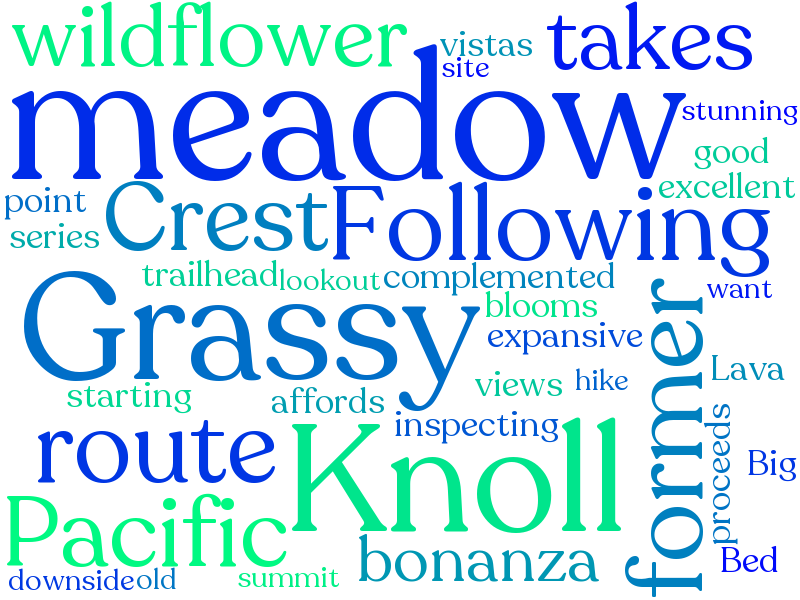 wildflower vistas takes
site
meadow stunning
good
point Crest Following excellent
series
trailhead lookout complemented want
Grassy blooms former
expansive
starting affords views hike Lava
route inspecting proceeds
Knoll Big
Pacific bonanza Bed
downside old summit